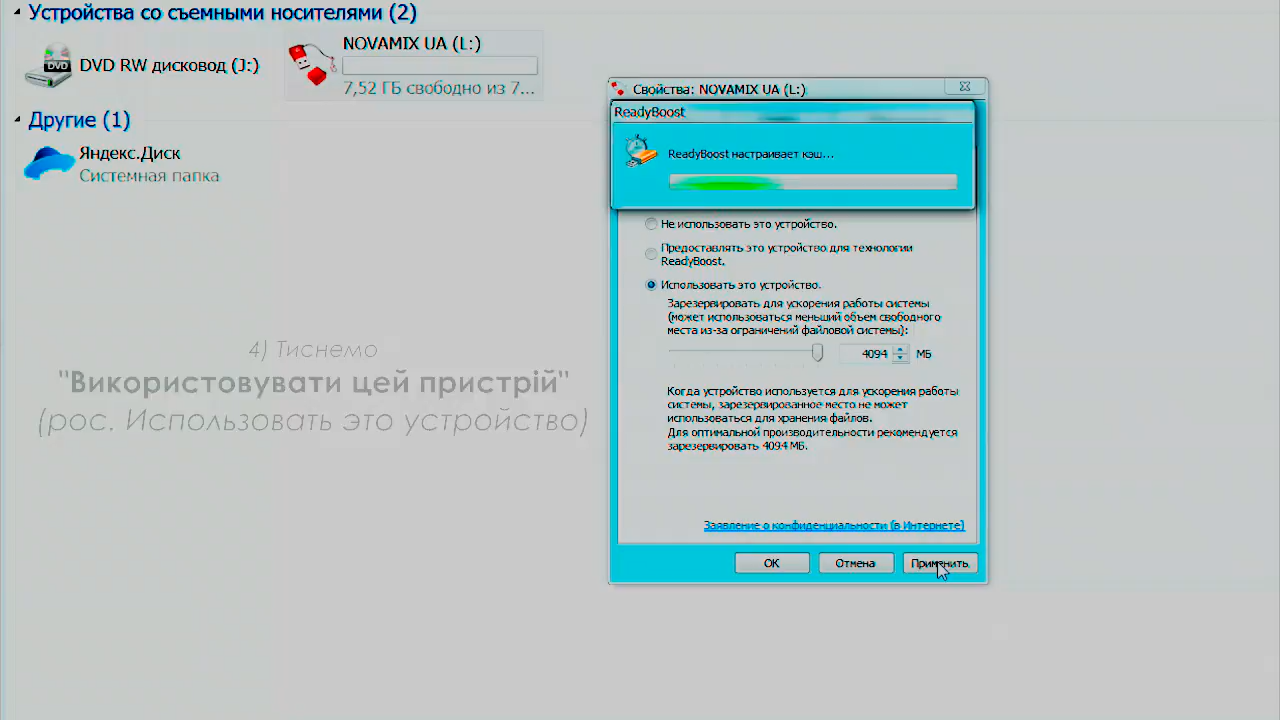 Устройства со съемными носителями (2)
DVD RW дисковод (J:)
NOVAMIX UA (L:)
7,52 ГБ свободно из 7...
Другие (1)
Яндекс.Диск
Системная папка
4) Тиснемо
"Використовувати цей пристрій"
(рос. Использовать это устройство)
Свойства: NOVAMIX UA (L:)
ReadyBoost
ReadyBoost настраивает кэш...
Не использовать это устройство.
Предоставлять это устройство для технологии
ReadyBoost.
Использовать это устройство.
Зарезервировать для ускорения работы системы
(может использоваться меньший объем свободного
места из-за ограничений файловой системы):
4094 МБ
Когда устройство используется для ускорения работы
системы, зарезервированное место не может
использоваться для хранения файлов.
Для оптимальной производительности рекомендуется
зарезервировать 4094 МБ.
Заявление о конфиденциальности (в Интернете)
ОК
Отмена
Применить